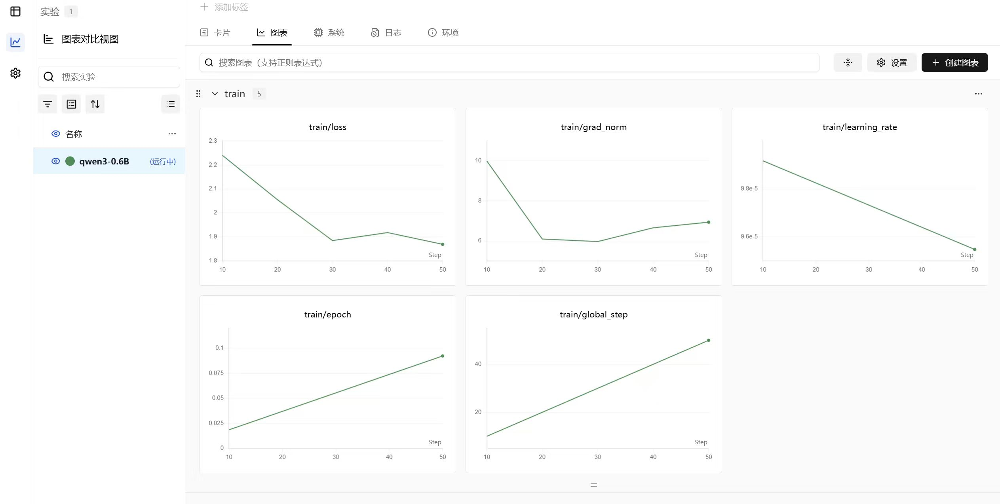 实验 1
图表对比视图
搜索实验
名称
qwen3-0.6B (运行中)
添加标签
卡片 图表 系统 日志 环境
搜索图表（支持正则表达式） 设置 创建图表
train 5
train/loss
2.3
2.2
2.1
2
1.9
1.8
Step
10 20 30 40 50
train/grad_norm
10
8
6
Step
10 20 30 40 50
train/learning_rate
9.8e-5
9.6e-5
Step
10 20 30 40 50
train/epoch
0.1
0.075
0.05
0.025
0
Step
10 20 30 40 50
train/global_step
40
20
Step
10 20 30 40 50